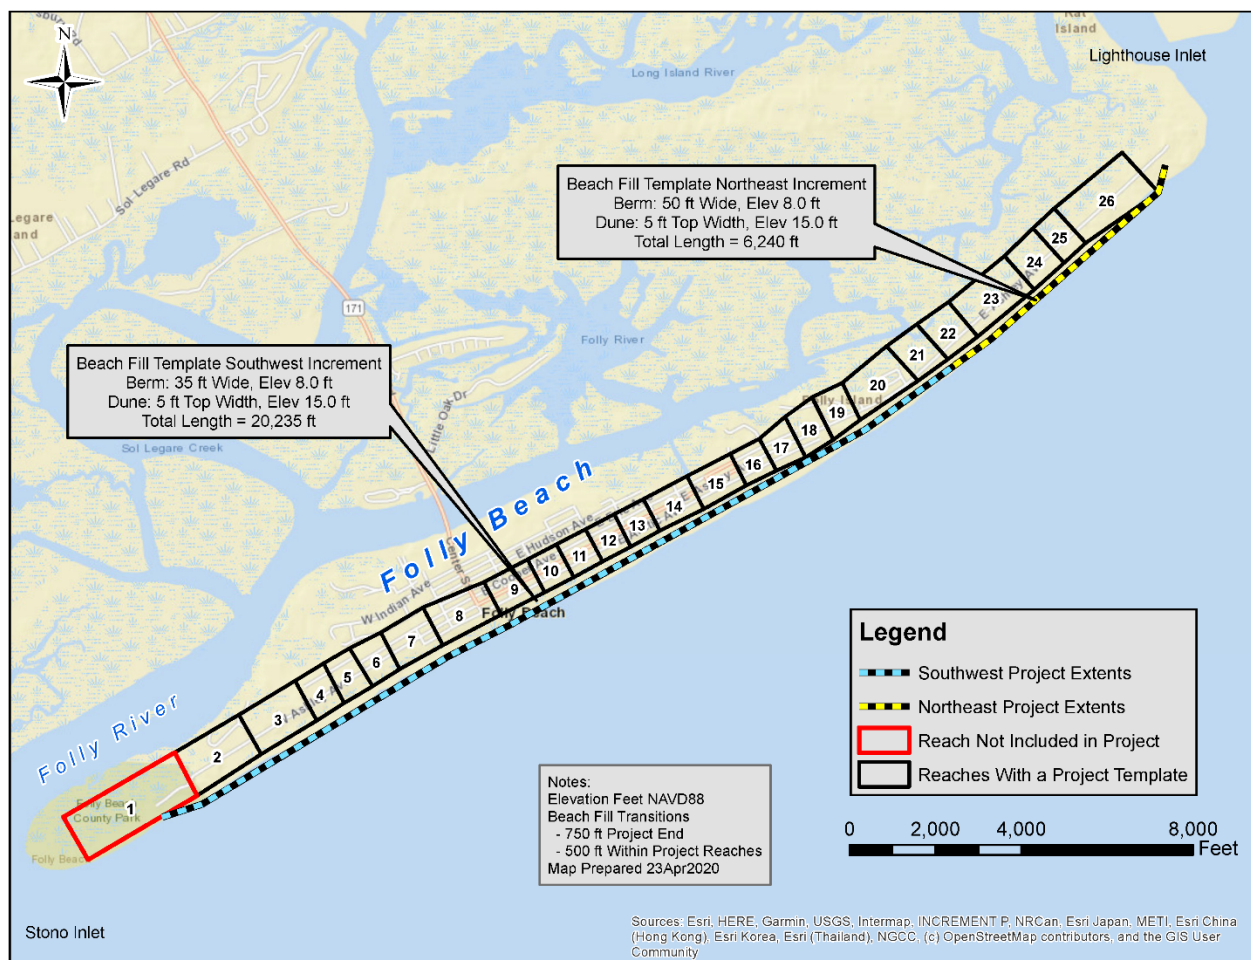 N
Sol Legare Rd
Island
Lighthouse Inlet
Long Island River
Beach Fill Template Northeast Increment
Berm: 50 ft Wide, Elev 8.0 ft
Dune: 5 ft Top Width, Elev 15.0 ft
Total Length = 6,240 ft
171
Folly River
Beach Fill Template Southwest Increment
Berm: 35 ft Wide, Elev 8.0 ft
Dune: 5 ft Top Width, Elev 15.0 ft
Total Length = 20,235 ft
Little Oak Dr
Sol Legare Creek
Folly Beach
E Hudson Ave
W Indian Ave
Folly Beach
Folly Island
Folly River
Folly Beach
County Park
Folly Beach
1
2
3
4
5
6
7
8
9
10
11
12
13
14
15
16
17
18
19
20
21
22
23
24
25
26
Legend
Southwest Project Extents
Northeast Project Extents
Reach Not Included in Project
Reaches With a Project Template
0 2,000 4,000 8,000
Feet
Notes:
Elevation Feet NAVD88
Beach Fill Transitions
- 750 ft Project End
- 500 ft Within Project Reaches
Map Prepared 23Apr2020
Stono Inlet
Sources: Esri, HERE, Garmin, USGS, Intermap, INCREMENT P, NRCan, Esri Japan, METI, Esri China
(Hong Kong), Esri Korea, Esri (Thailand), NGCC, (c) OpenStreetMap contributors, and the GIS User
Community